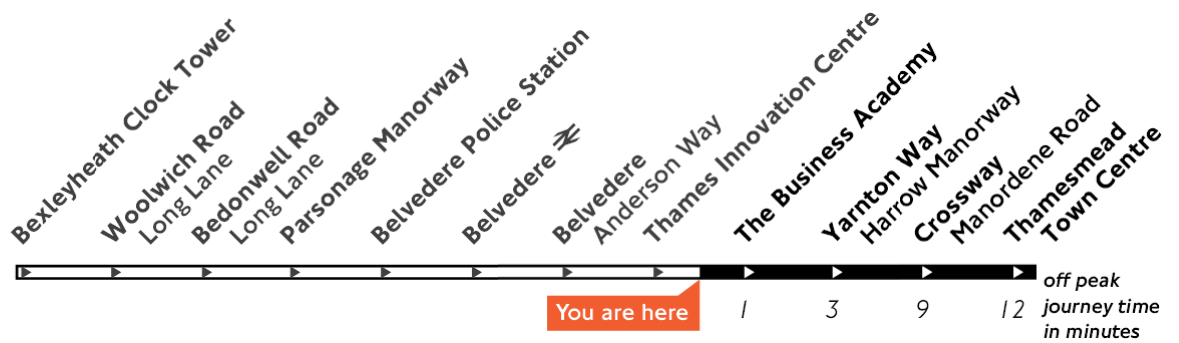 Bexleyheath Clock Tower
Woolwich Road
Long Lane
Bedonwell Road
Long Lane
Parsonage Manorway
Belvedere Police Station
Belvedere
Belvedere
Anderson Way
Thames Innovation Centre
The Business Academy
Yarnton Way
Harrow Manorway
Crossway
Manordene Road
Thamesmead
Town Centre
You are here
1 3 9 12
off peak
journey time
in minutes